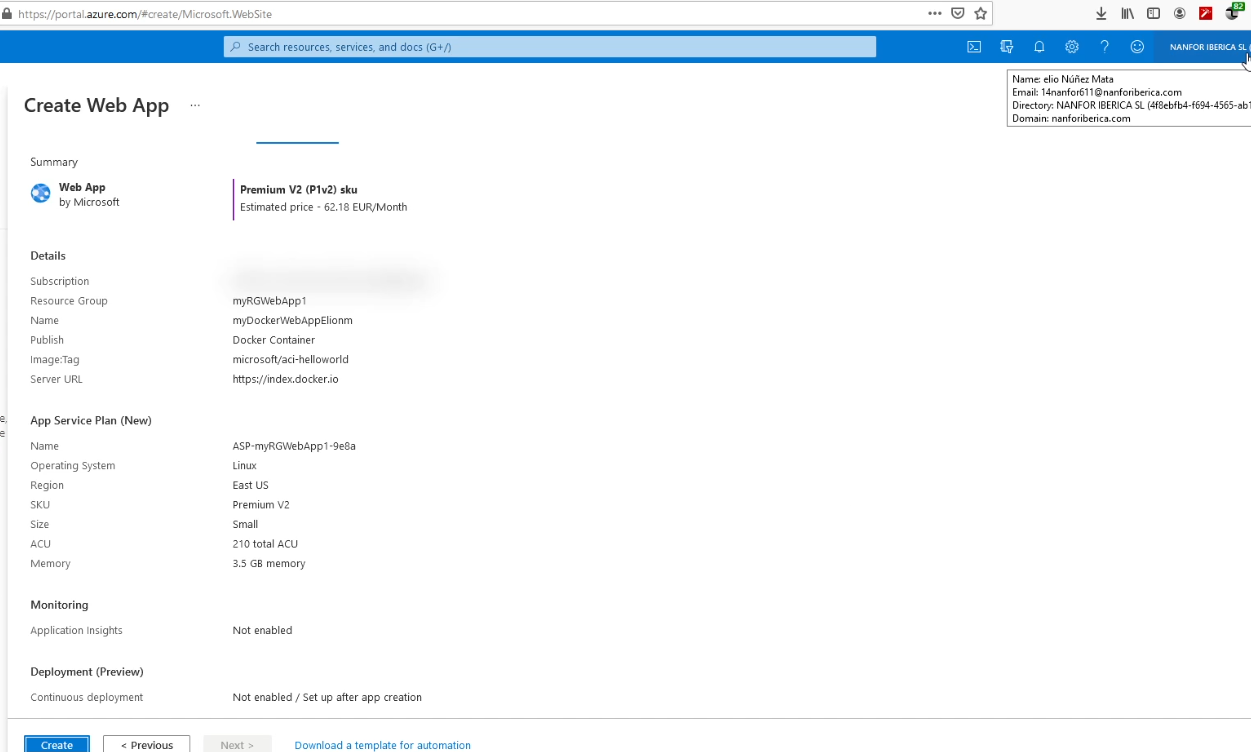 https://portal.azure.com/#create/Microsoft.WebSite
82
Search resources, services, and docs (G+/)
NANFOR IBERICA SL (
Name: elio Núñez Mata
Email: 14nanfor611@nanforiberica.com
Directory: NANFOR IBERICA SL (4f8ebfb4-f694-4565-ab1
Domain: nanforiberica.com
Create Web App ...
Summary
Web App
by Microsoft
Premium V2 (P1v2) sku
Estimated price - 62.18 EUR/Month
Details
Subscription
Resource Group myRGWebApp1
Name myDockerWebAppElionm
Publish Docker Container
Image:Tag microsoft/aci-helloworld
Server URL https://index.docker.io
App Service Plan (New)
Name ASP-myRGWebApp1-9e8a
Operating System Linux
Region East US
SKU Premium V2
Size Small
ACU 210 total ACU
Memory 3.5 GB memory
Monitoring
Application Insights Not enabled
Deployment (Preview)
Continuous deployment Not enabled / Set up after app creation
Create < Previous Next > Download a template for automation